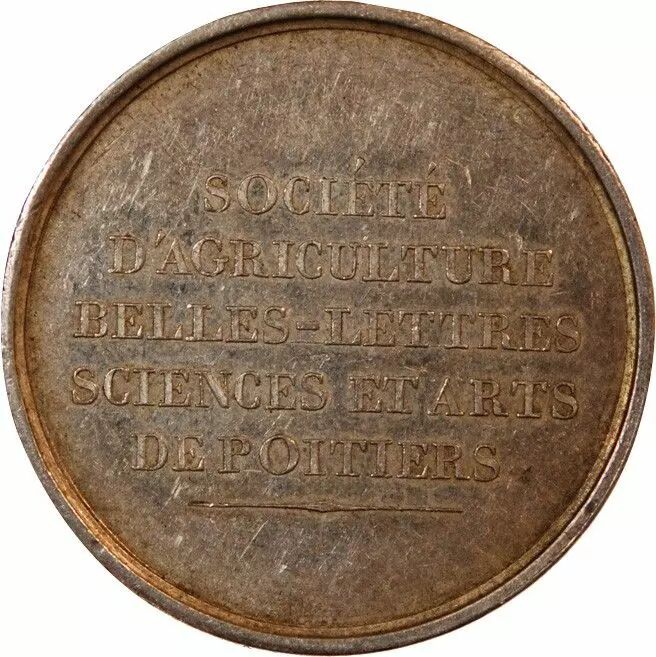 SOCIÉTÉ
D'AGRICULTURE
BELLES-LETTRES
SCIENCES ET ARTS
DE POITIERS